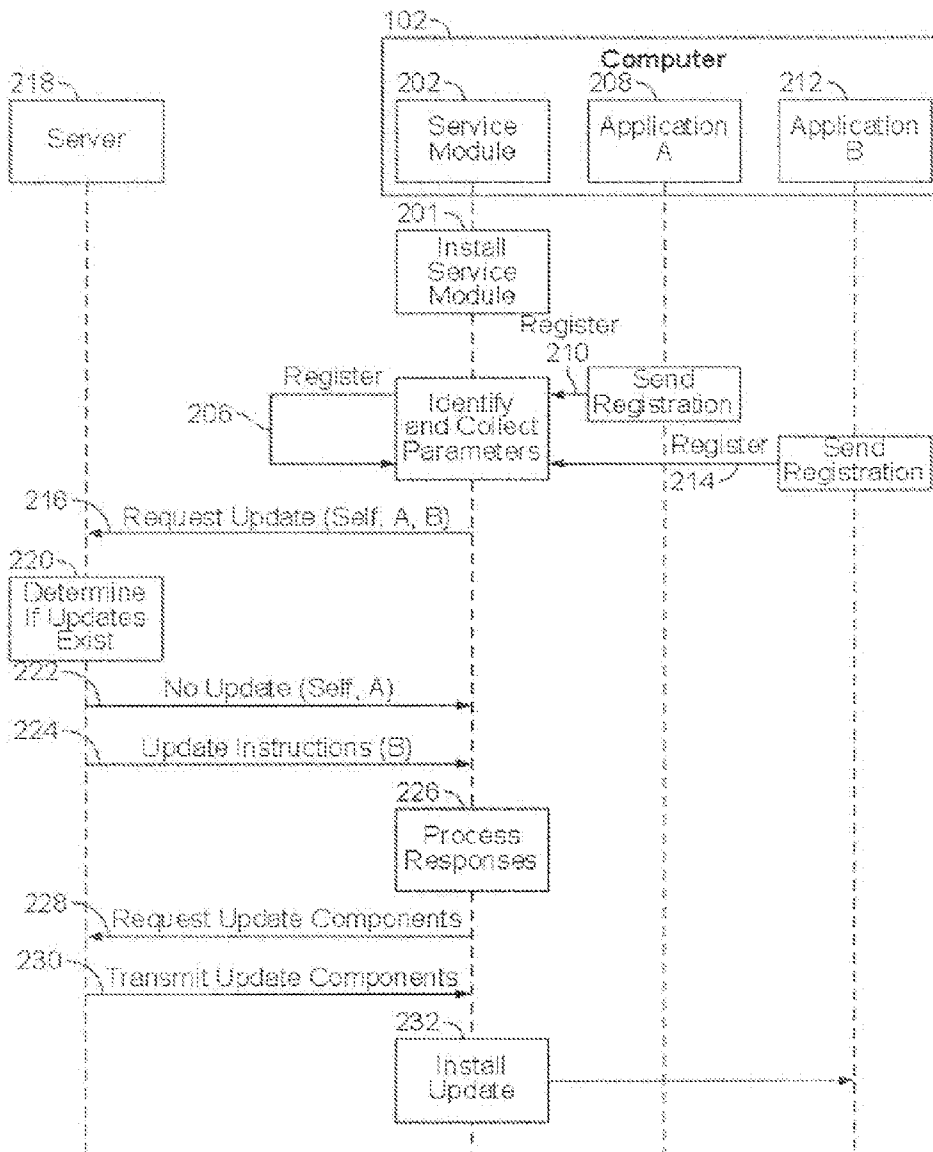 102
Computer
218
Server
202
Service
Module
208
Application
A
212
Application
B
201
Install
Service
Module
Register
210
Send
Registration
Register
206
Identify
and Collect
Parameters
Register
214
Send
Registration
216
Request Update (Self, A, B)
220
Determine
If Updates
Exist
222
No Update (Self, A)
224
Update Instructions (B)
226
Process
Responses
228
Request Update Components
230
Transmit Update Components
232
Install
Update